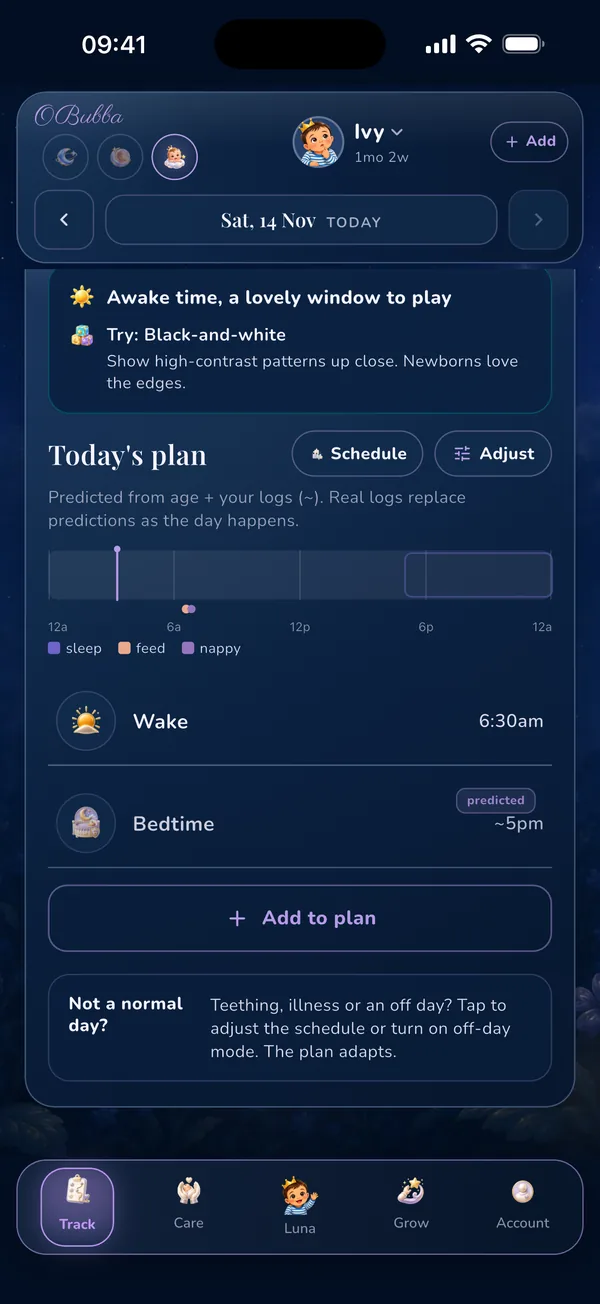 09:41
OBubba
Ivy
1mo 2w
+ Add
Sat, 14 Nov TODAY
Awake time, a lovely window to play
Try: Black-and-white
Show high-contrast patterns up close. Newborns love
the edges.
Today's plan
Schedule
Adjust
Predicted from age + your logs (~). Real logs replace
predictions as the day happens.
12a 6a 12p 6p 12a
sleep feed nappy
Wake 6:30am
predicted
Bedtime ~5pm
+ Add to plan
Not a normal
day?
Teething, illness or an off day? Tap to
adjust the schedule or turn on off-day
mode. The plan adapts.
Track Care Luna Grow Account